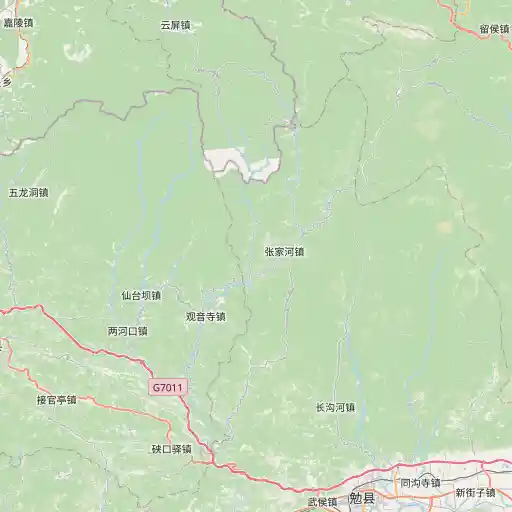 嘉陵镇
云屏镇
留侯镇
乡
五龙洞镇
张家河镇
仙台坝镇
观音寺镇
两河口镇
G7011
接官亭镇
长沟河镇
硖口驿镇
同沟寺镇
武侯镇
勉县
新街子镇